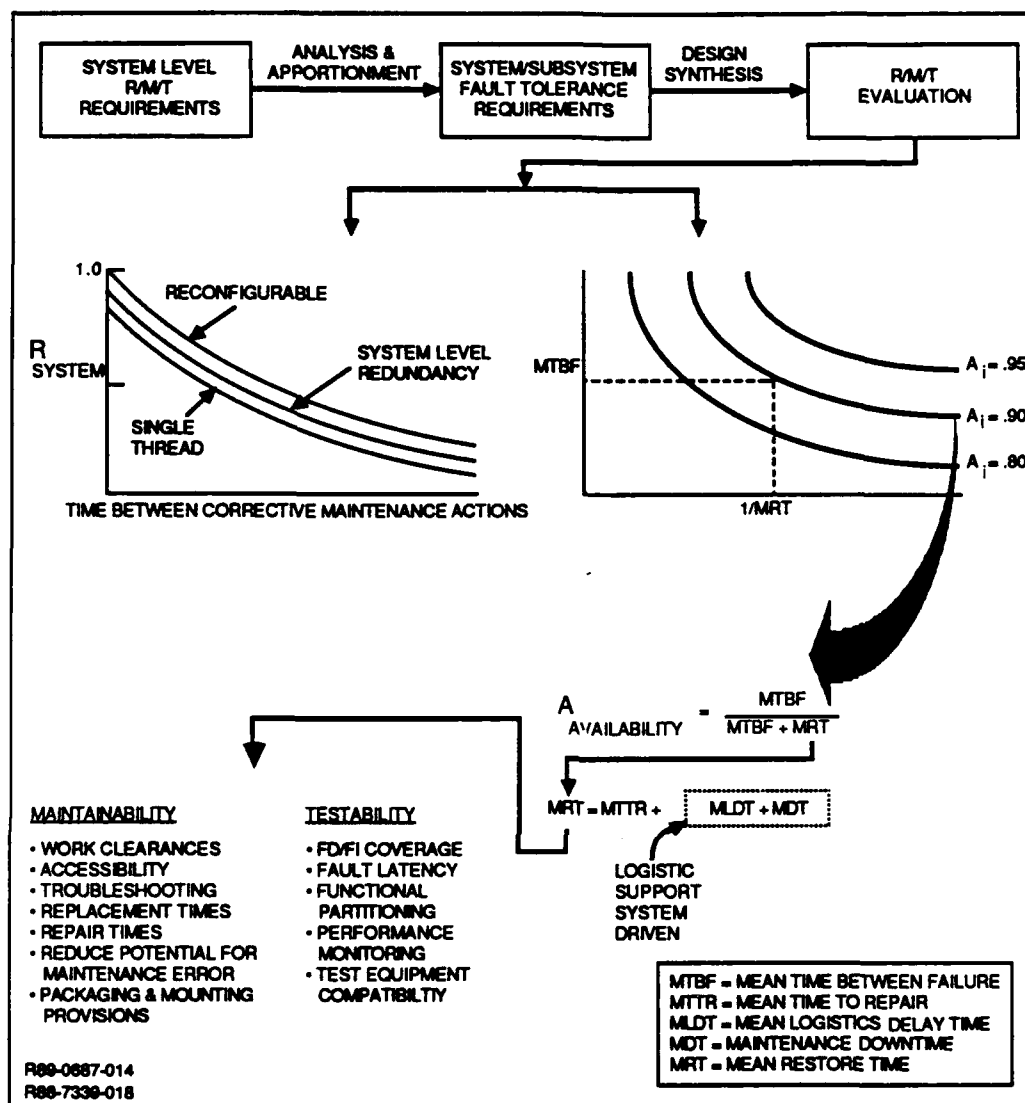 SYSTEM LEVEL
R/M/T
REQUIREMENTS
ANALYSIS &
APPORTIONMENT
SYSTEM/SUBSYSTEM
FAULT TOLERANCE
REQUIREMENTS
DESIGN
SYNTHESIS
R/M/T
EVALUATION
1.0
RECONFIGURABLE
R
SYSTEM
SYSTEM LEVEL
REDUNDANCY
SINGLE
THREAD
TIME BETWEEN CORRECTIVE MAINTENANCE ACTIONS
MTBF
A i = .95
A i = .90
A i = .80
1/MRT
A AVAILABILITY = MTBF / MTBF + MRT
MRT = MTTR + MLDT + MDT
LOGISTIC
SUPPORT
SYSTEM
DRIVEN
MAINTAINABILITY
• WORK CLEARANCES
• ACCESSIBILITY
• TROUBLESHOOTING
• REPLACEMENT TIMES
• REPAIR TIMES
• REDUCE POTENTIAL FOR
MAINTENANCE ERROR
• PACKAGING & MOUNTING
PROVISIONS
TESTABILITY
• FD/FI COVERAGE
• FAULT LATENCY
• FUNCTIONAL
PARTITIONING
• PERFORMANCE
MONITORING
• TEST EQUIPMENT
COMPATIBILTIY
MTBF = MEAN TIME BETWEEN FAILURE
MTTR = MEAN TIME TO REPAIR
MLDT = MEAN LOGISTICS DELAY TIME
MDT = MAINTENANCE DOWNTIME
MRT = MEAN RESTORE TIME
R89-0687-014
R88-7339-018